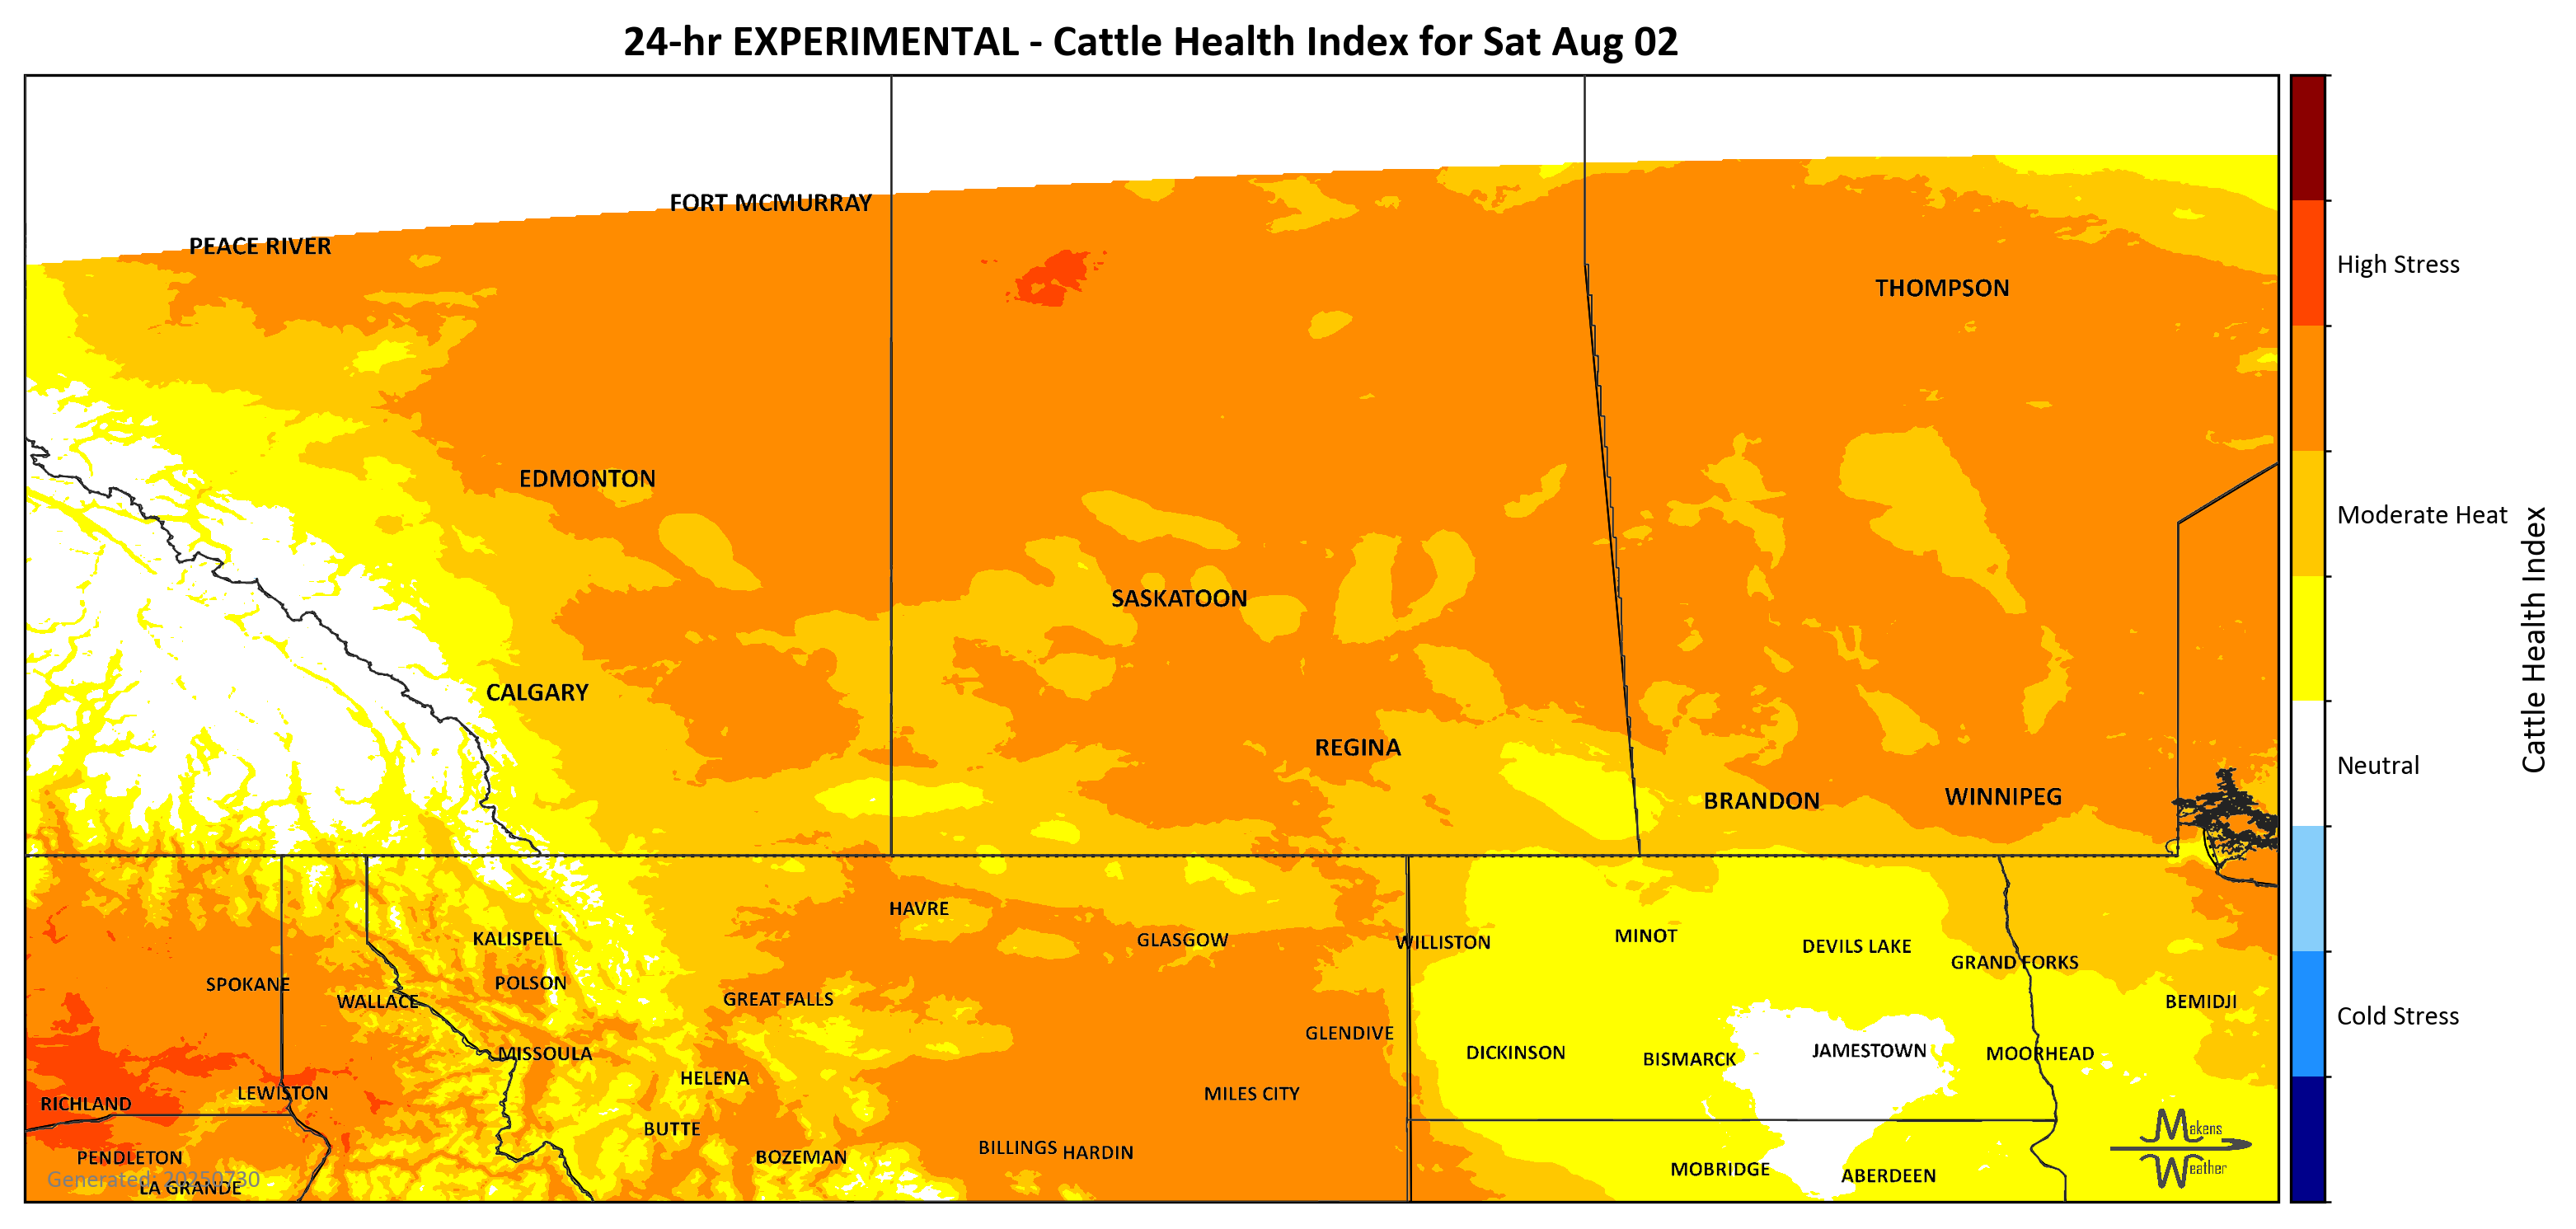 24-hr EXPERIMENTAL - Cattle Health Index for Sat Aug 02
FORT MCMURRAY
PEACE RIVER
THOMPSON
High Stress
EDMONTON
Moderate Heat
SASKATOON
Cattle Health Index
CALGARY
REGINA
Neutral
BRANDON
WINNIPEG
HAVRE
KALISPELL
GLASGOW
WILLISTON
MINOT
DEVILS LAKE
GRAND FORKS
SPOKANE
POLSON
WALLACE
GREAT FALLS
BEMIDJI
Cold Stress
GLENDIVE
MISSOULA
DICKINSON
BISMARCK
JAMESTOWN
MOORHEAD
HELENA
LEWISTON
MILES CITY
RICHLAND
BUTTE
Makens
Weather
BILLINGS
HARDIN
PENDLETON
BOZEMAN
MOBRIDGE
ABERDEEN
Generated: 20250730
LA GRANDE